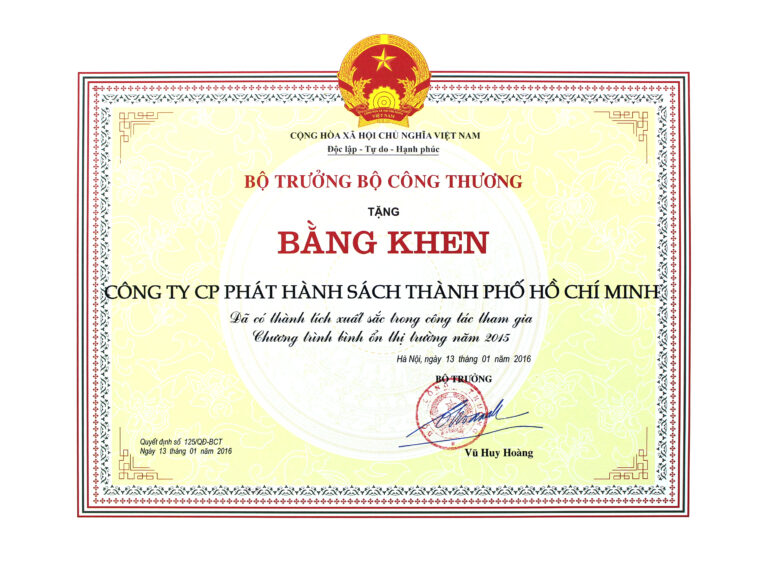 VIỆT NAM
CỘNG HÒA XÃ HỘI CHỦ NGHĨA VIỆT NAM
Độc lập - Tự do - Hạnh phúc
BỘ TRƯỞNG BỘ CÔNG THƯƠNG
TẶNG
BẰNG KHEN
CÔNG TY CP PHÁT HÀNH SÁCH THÀNH PHỐ HỒ CHÍ MINH
Đã có thành tích xuất sắc trong công tác tham gia
Chương trình bình ổn thị trường năm 2015
Hà Nội, ngày 13 tháng 01 năm 2016
BỘ TRƯỞNG
Vũ Huy Hoàng
Quyết định số 125/QĐ-BCT
Ngày 13 tháng 01 năm 2016